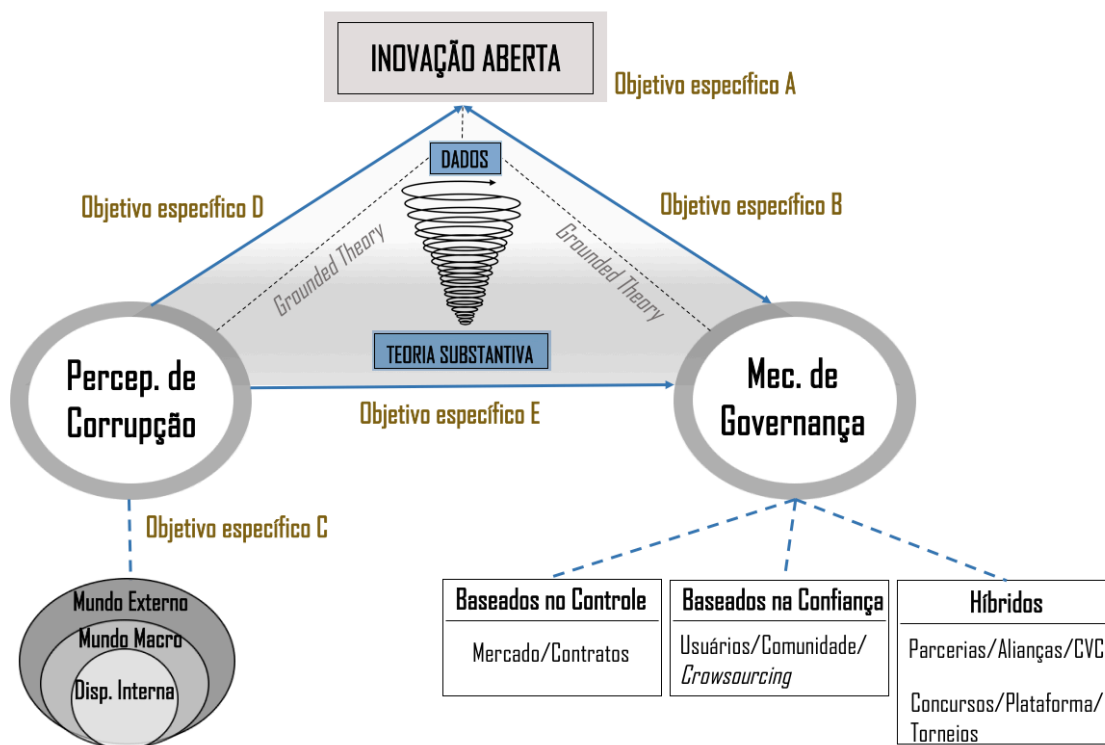 INOVAÇÃO ABERTA
Objetivo específico A
DADOS
Objetivo específico D
Objetivo específico B
Grounded Theory
Grounded Theory
TEORIA SUBSTANTIVA
Percep. de
Corrupção
Mec. de
Governança
Objetivo específico E
Objetivo específico C
Mundo Externo
Mundo Macro
Disp. Interna
Baseados no Controle
Mercado/Contratos
Baseados na Confiança
Usuários/Comunidade/
Crowsourcing
Híbridos
Parcerias/Alianças/CVC
Concursos/Plataforma/
Torneios